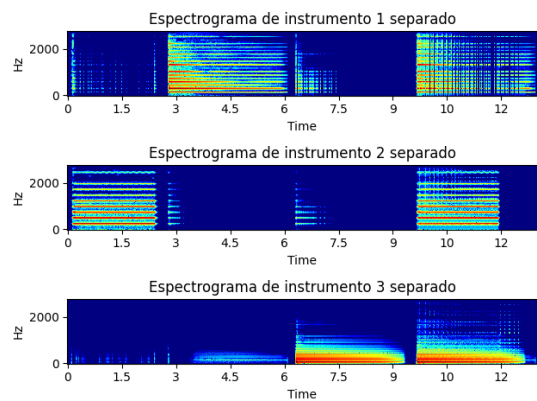 Espectrograma de instrumento 1 separado
2000
Hz
0
0 1.5 3 4.5 6 7.5 9 10 12
Time
Espectrograma de instrumento 2 separado
2000
Hz
0
0 1.5 3 4.5 6 7.5 9 10 12
Time
Espectrograma de instrumento 3 separado
2000
Hz
0
0 1.5 3 4.5 6 7.5 9 10 12
Time